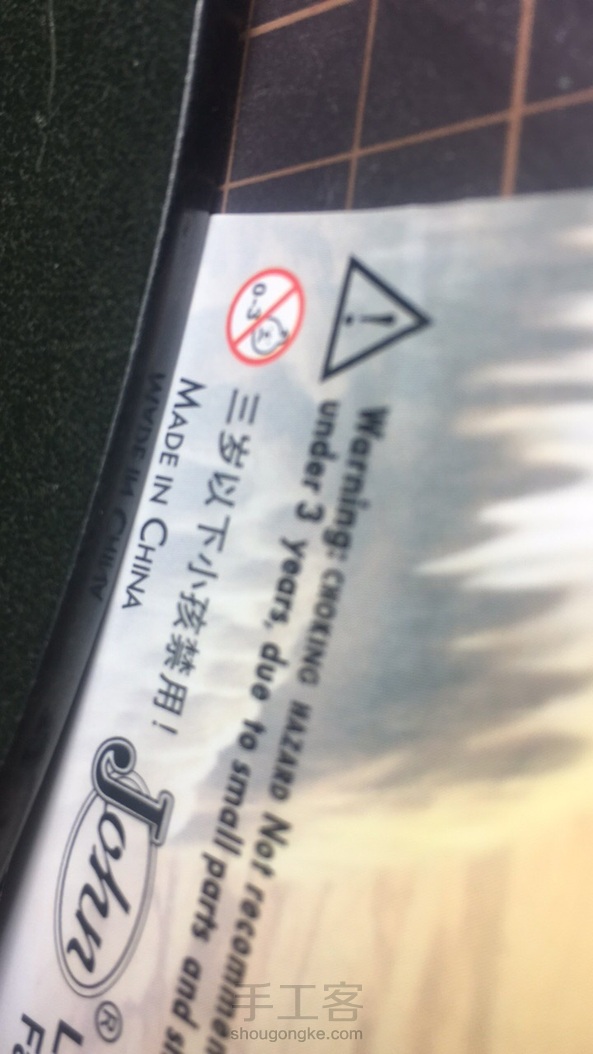 Warning: CHOKING HAZARD Not recommen
under 3 years, due to small parts and sh
0-3
三岁以下小孩禁用!
MADE IN CHINA
John®
手工客
shougongke.com